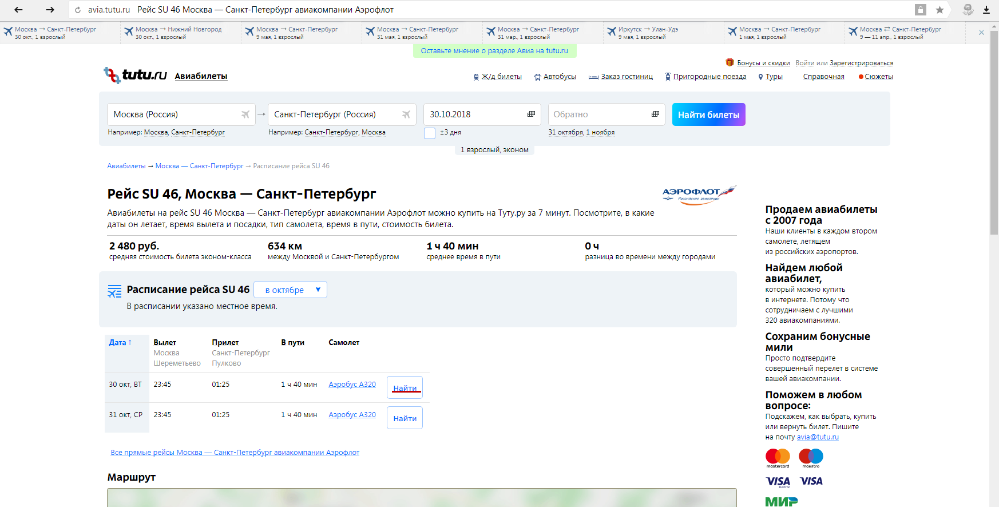 avia.tutu.ru Рейс SU 46 Москва — Санкт-Петербург авиакомпании Аэрофлот
Москва → Санкт-Петербург
30 окт., 1 взрослый
Москва → Нижний Новгород
30 окт., 1 взрослый
Москва → Санкт-Петербург
9 мая, 1 взрослый
Москва → Санкт-Петербург
31 мая, 1 взрослый
Москва → Санкт-Петербург
31 мар., 1 взрослый
Иркутск → Улан-Удэ
9 мая, 1 взрослый
Москва → Санкт-Петербург
1 мая, 1 взрослый
Москва ⇄ Санкт-Петербург
9 — 11 апр., 1 взрослый
Оставьте мнение о разделе Авиа на tutu.ru
Бонусы и скидки Войти или Зарегистрироваться
tutu.ru Авиабилеты
Ж/д билеты Автобусы Заказ гостиниц Пригородные поезда Туры Справочная Сюжеты
Москва (Россия) → Санкт-Петербург (Россия) 30.10.2018 Обратно Найти билеты
Например: Москва, Санкт-Петербург Например: Санкт-Петербург, Москва ±3 дня 31 октября, 1 ноября
1 взрослый, эконом
Авиабилеты → Москва — Санкт-Петербург → Расписание рейса SU 46
Рейс SU 46, Москва — Санкт-Петербург
АЭРОФЛОТ
Российские авиалинии
Авиабилеты на рейс SU 46 Москва — Санкт-Петербург авиакомпании Аэрофлот можно купить на Туту.ру за 7 минут. Посмотрите, в какие
даты он летает, время вылета и посадки, тип самолета, время в пути, стоимость билета.
2 480 руб. 634 км 1 ч 40 мин 0 ч
средняя стоимость билета эконом-класса между Москвой и Санкт-Петербургом среднее время в пути разница во времени между городами
Расписание рейса SU 46 в октябре ▼
В расписании указано местное время.
Дата ↑ Вылет Прилет В пути Самолет
Москва Санкт-Петербург
Шереметьево Пулково
30 окт, ВТ 23:45 01:25 1 ч 40 мин Аэробус А320 Найти
31 окт, СР 23:45 01:25 1 ч 40 мин Аэробус А320 Найти
Все прямые рейсы Москва — Санкт-Петербург авиакомпании Аэрофлот
Маршрут
Продаем авиабилеты
с 2007 года
Наши клиенты в каждом втором
самолете, летящем
из российских аэропортов.
Найдем любой
авиабилет,
который можно купить
в интернете. Потому что
сотрудничаем с лучшими
320 авиакомпаниями.
Сохраним бонусные
мили
Просто подтвердите
совершенный перелет в системе
вашей авиакомпании.
Поможем в любом
вопросе:
Подскажем, как выбрать, купить
или вернуть билет. Пишите
на почту avia@tutu.ru
mastercard maestro
VISA VISA
Electron
МИР